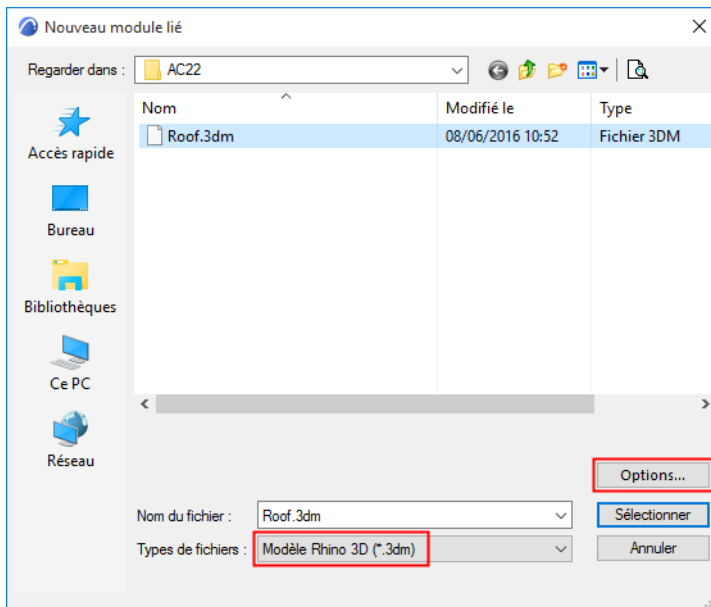 Nouveau module lié
Regarder dans : AC22
Nom Modifié le Type
Roof.3dm 08/06/2016 10:52 Fichier 3DM
Accès rapide
Bureau
Bibliothèques
Ce PC
Réseau
Options...
Nom du fichier : Roof.3dm Sélectionner
Types de fichiers : Modèle Rhino 3D (*.3dm) Annuler